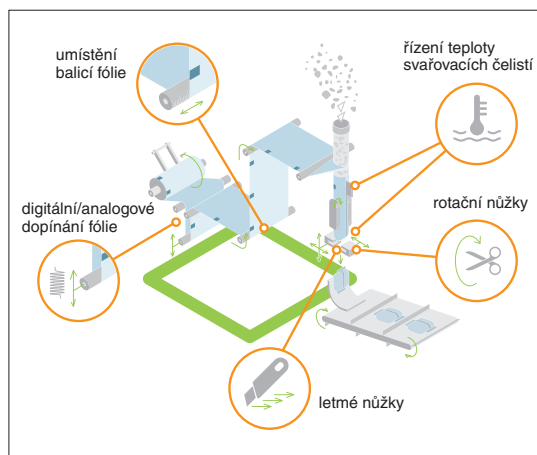 umístění
balicí fólie
řízení teploty
svařovacích čelistí
digitální/analogové
dopínání fólie
rotační nůžky
letmé nůžky